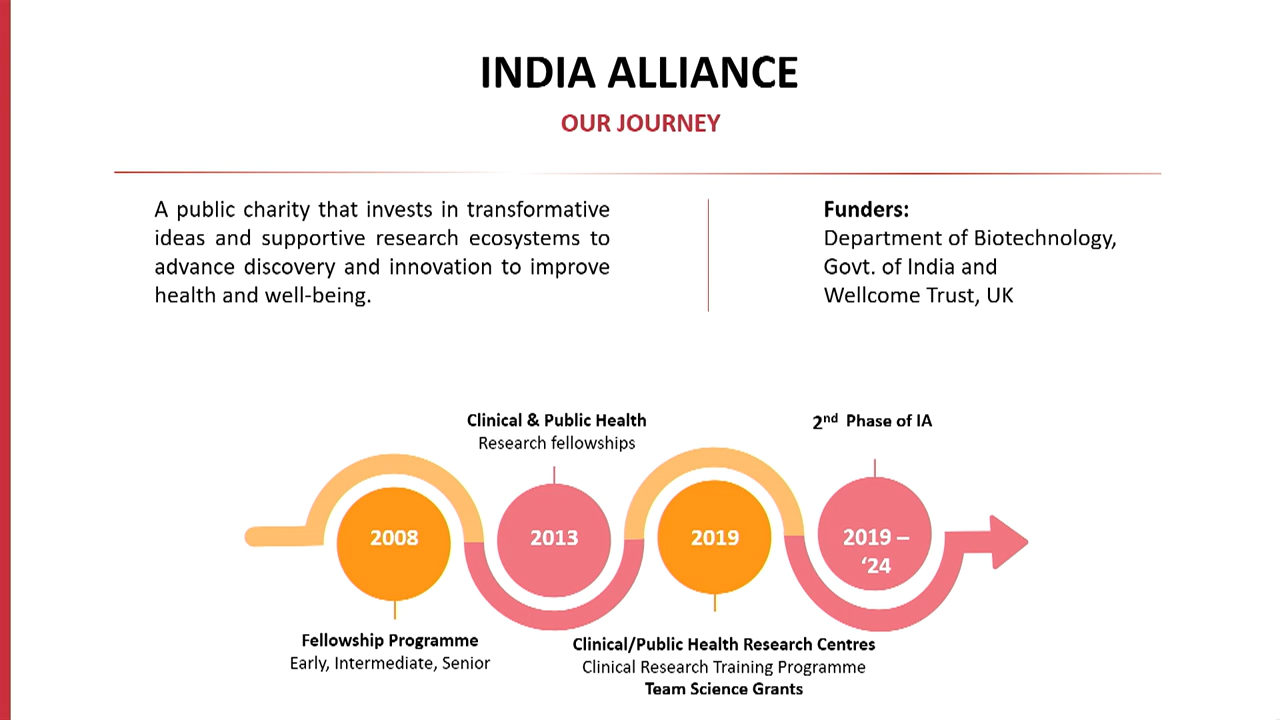 INDIA ALLIANCE
OUR JOURNEY
A public charity that invests in transformative
ideas and supportive research ecosystems to
advance discovery and innovation to improve
health and well-being.
Funders:
Department of Biotechnology,
Govt. of India and
Wellcome Trust, UK
Clinical & Public Health
Research fellowships
2nd Phase of IA
2008
2013
2019
2019 –
‘24
Fellowship Programme
Early, Intermediate, Senior
Clinical/Public Health Research Centres
Clinical Research Training Programme
Team Science Grants